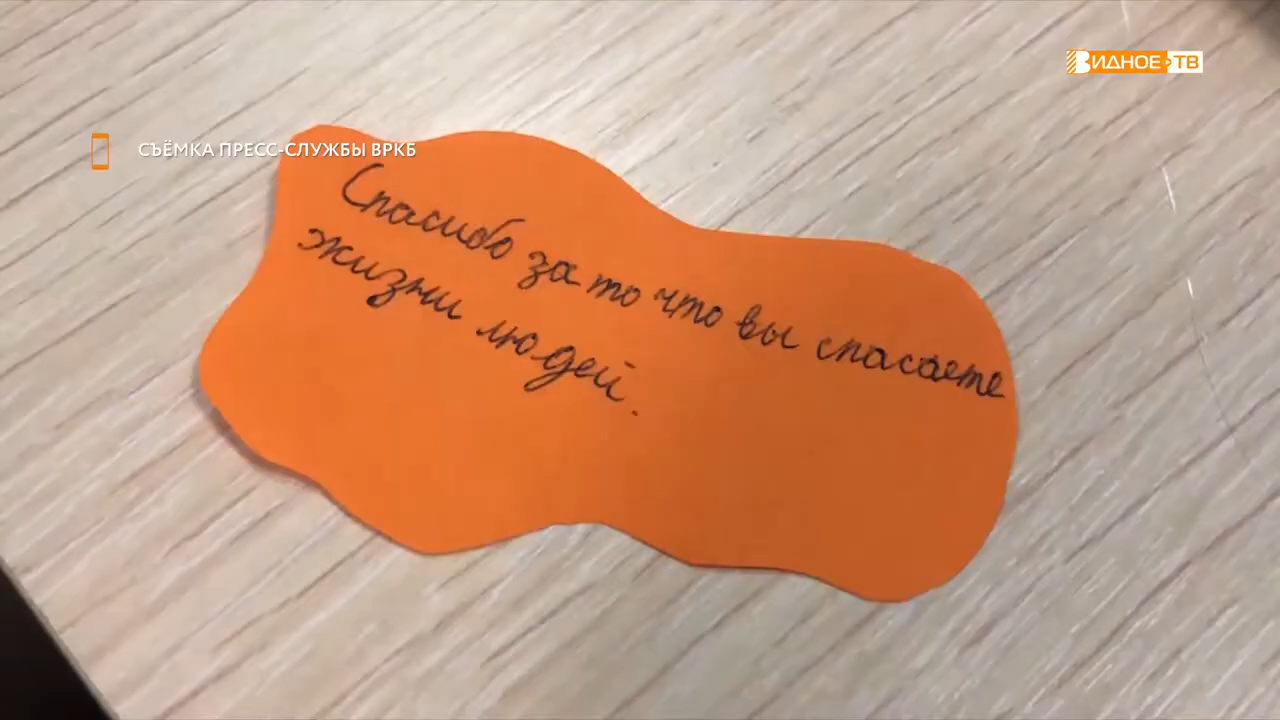 ВИДНОЕ ТВ
СЪЁМКА ПРЕСС-СЛУЖБЫ ВРКБ
Спасибо за то что вы спасаете
жизни людей.